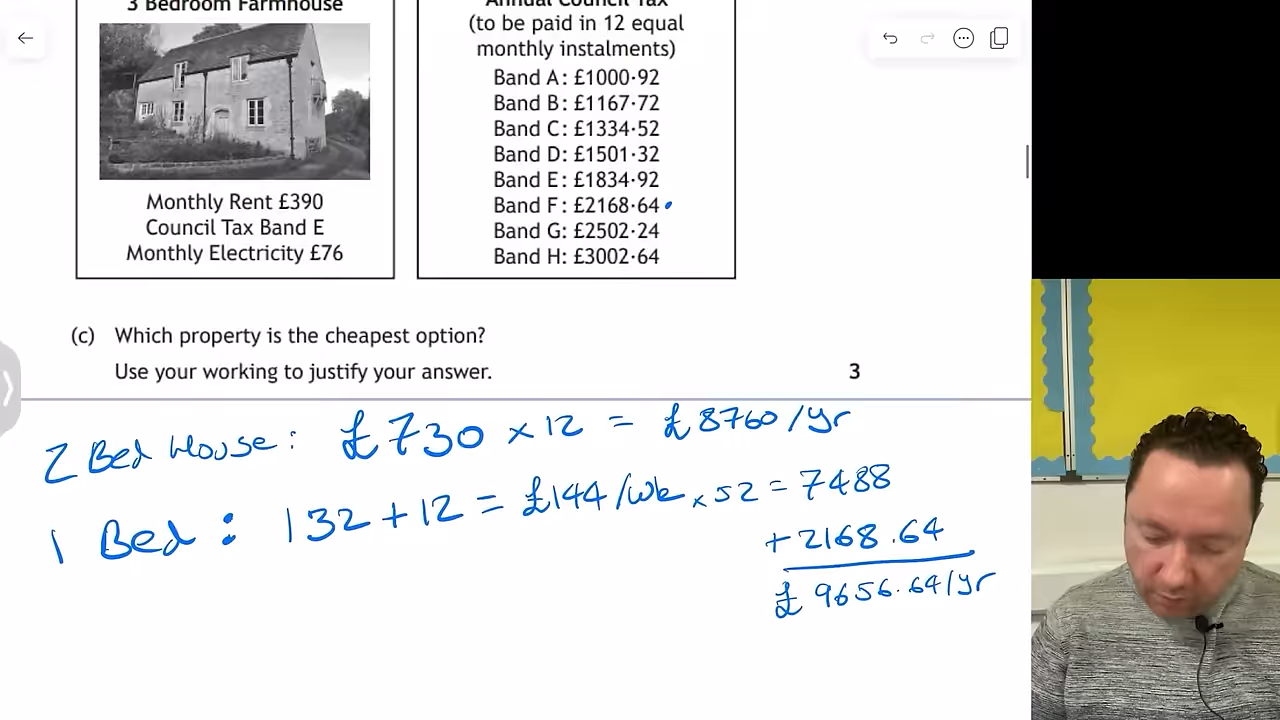 3 Bedroom Farmhouse
Monthly Rent £390
Council Tax Band E
Monthly Electricity £76
Annual Council Tax
(to be paid in 12 equal
monthly instalments)
Band A: £1000·92
Band B: £1167·72
Band C: £1334·52
Band D: £1501·32
Band E: £1834·92
Band F: £2168·64
Band G: £2502·24
Band H: £3002·64
(c) Which property is the cheapest option?
Use your working to justify your answer. 3
2 Bed House: £730 × 12 = £8760/yr
1 Bed: 132 + 12 = £144/wk × 52 = 7488
+ 2168.64
£ 9656.64/yr